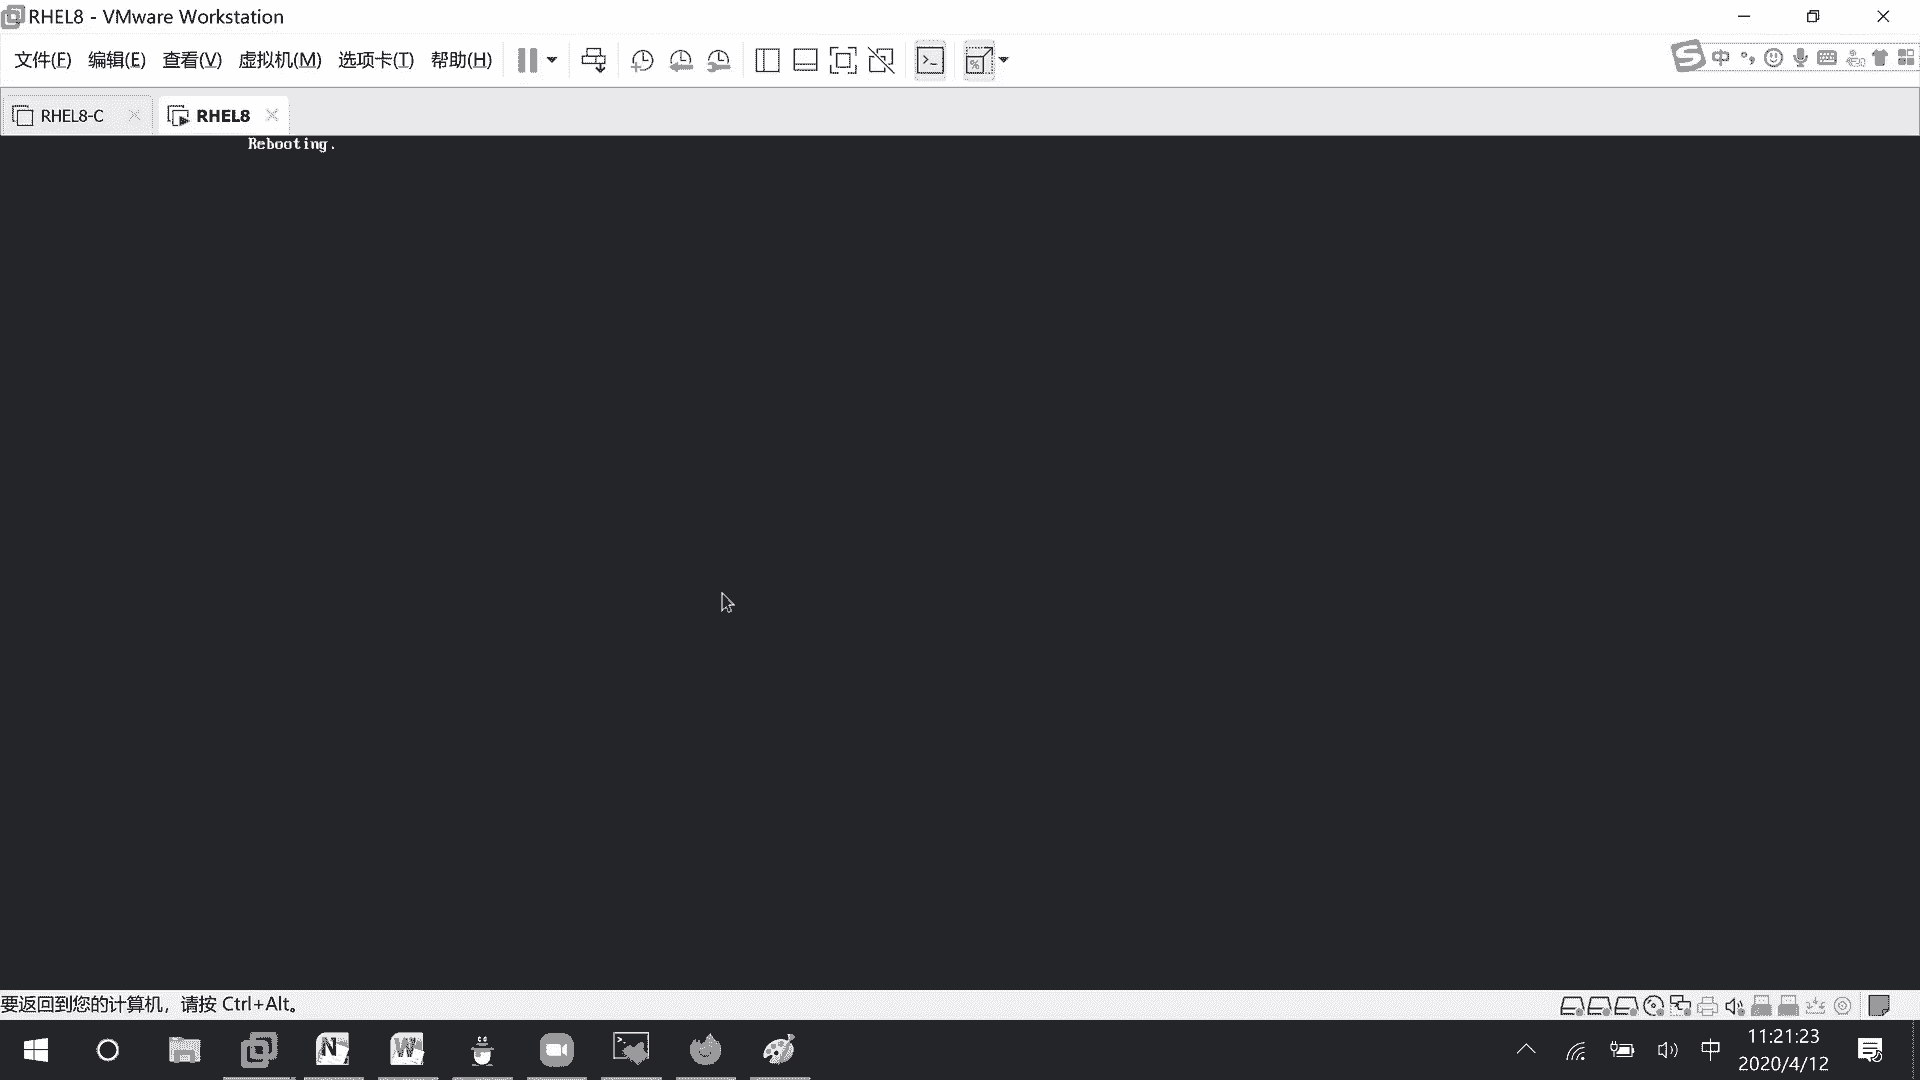 RHEL8 - VMware Workstation
文件(F) 编辑(E) 查看(V) 虚拟机(M) 选项卡(T) 帮助(H)
中
RHEL8-C
RHEL8
Rebooting.
要返回到您的计算机，请按 Ctrl+Alt。
中
11:21:23
2020/4/12